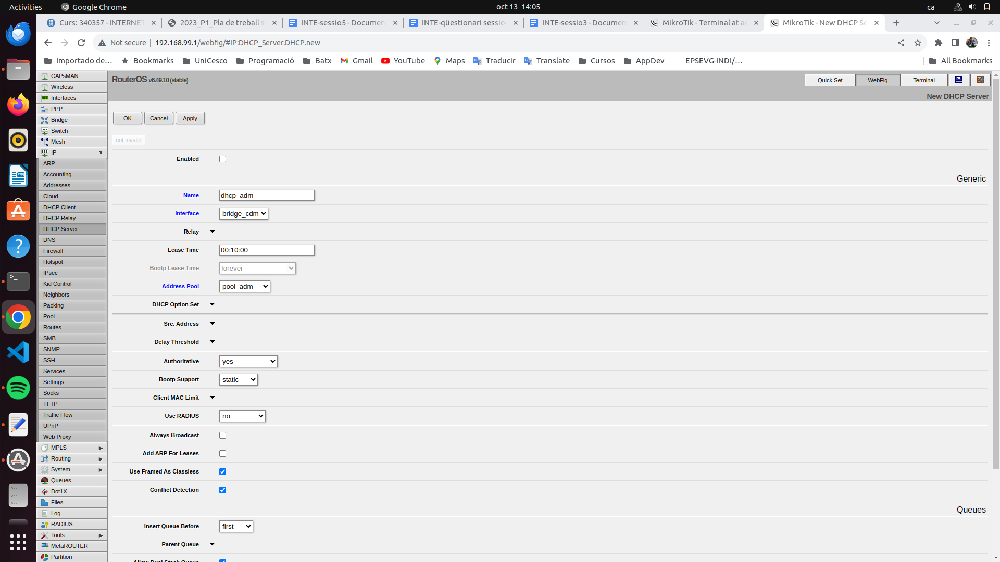 Activities
Google Chrome
oct 13 14:05
ca
Curs: 340357 - INTERNET
2023_P1_Pla de treball s
INTE-sessio5 - Documen
INTE-qüestionari sessio
INTE-sessio3 - Documen
MikroTik - Terminal at a
MikroTik - New DHCP Se
Not secure
192.168.99.1/webfig/#IP:DHCP_Server.DHCP.new
Importado de...
Bookmarks
UniCesco
Programació
Batx
Gmail
YouTube
Maps
Traducir
Translate
Cursos
AppDev
EPSEVG-INDI/...
All Bookmarks
CAPsMAN
Wireless
Interfaces
PPP
Bridge
Switch
Mesh
IP
ARP
Accounting
Addresses
Cloud
DHCP Client
DHCP Relay
DHCP Server
DNS
Firewall
Hotspot
IPsec
Kid Control
Neighbors
Packing
Pool
Routes
SMB
SNMP
SSH
Services
Settings
Socks
TFTP
Traffic Flow
UPnP
Web Proxy
MPLS
Routing
System
Queues
Dot1X
Files
Log
RADIUS
Tools
MetaROUTER
Partition
RouterOS v6.49.10 (stable)
Quick Set
WebFig
Terminal
New DHCP Server
OK
Cancel
Apply
not invalid
Enabled
Generic
Name dhcp_adm
Interface bridge_cdm
Relay
Lease Time 00:10:00
Bootp Lease Time forever
Address Pool pool_adm
DHCP Option Set
Src. Address
Delay Threshold
Authoritative yes
Bootp Support static
Client MAC Limit
Use RADIUS no
Always Broadcast
Add ARP For Leases
Use Framed As Classless
Conflict Detection
Queues
Insert Queue Before first
Parent Queue
Allow Dual Stack Queue